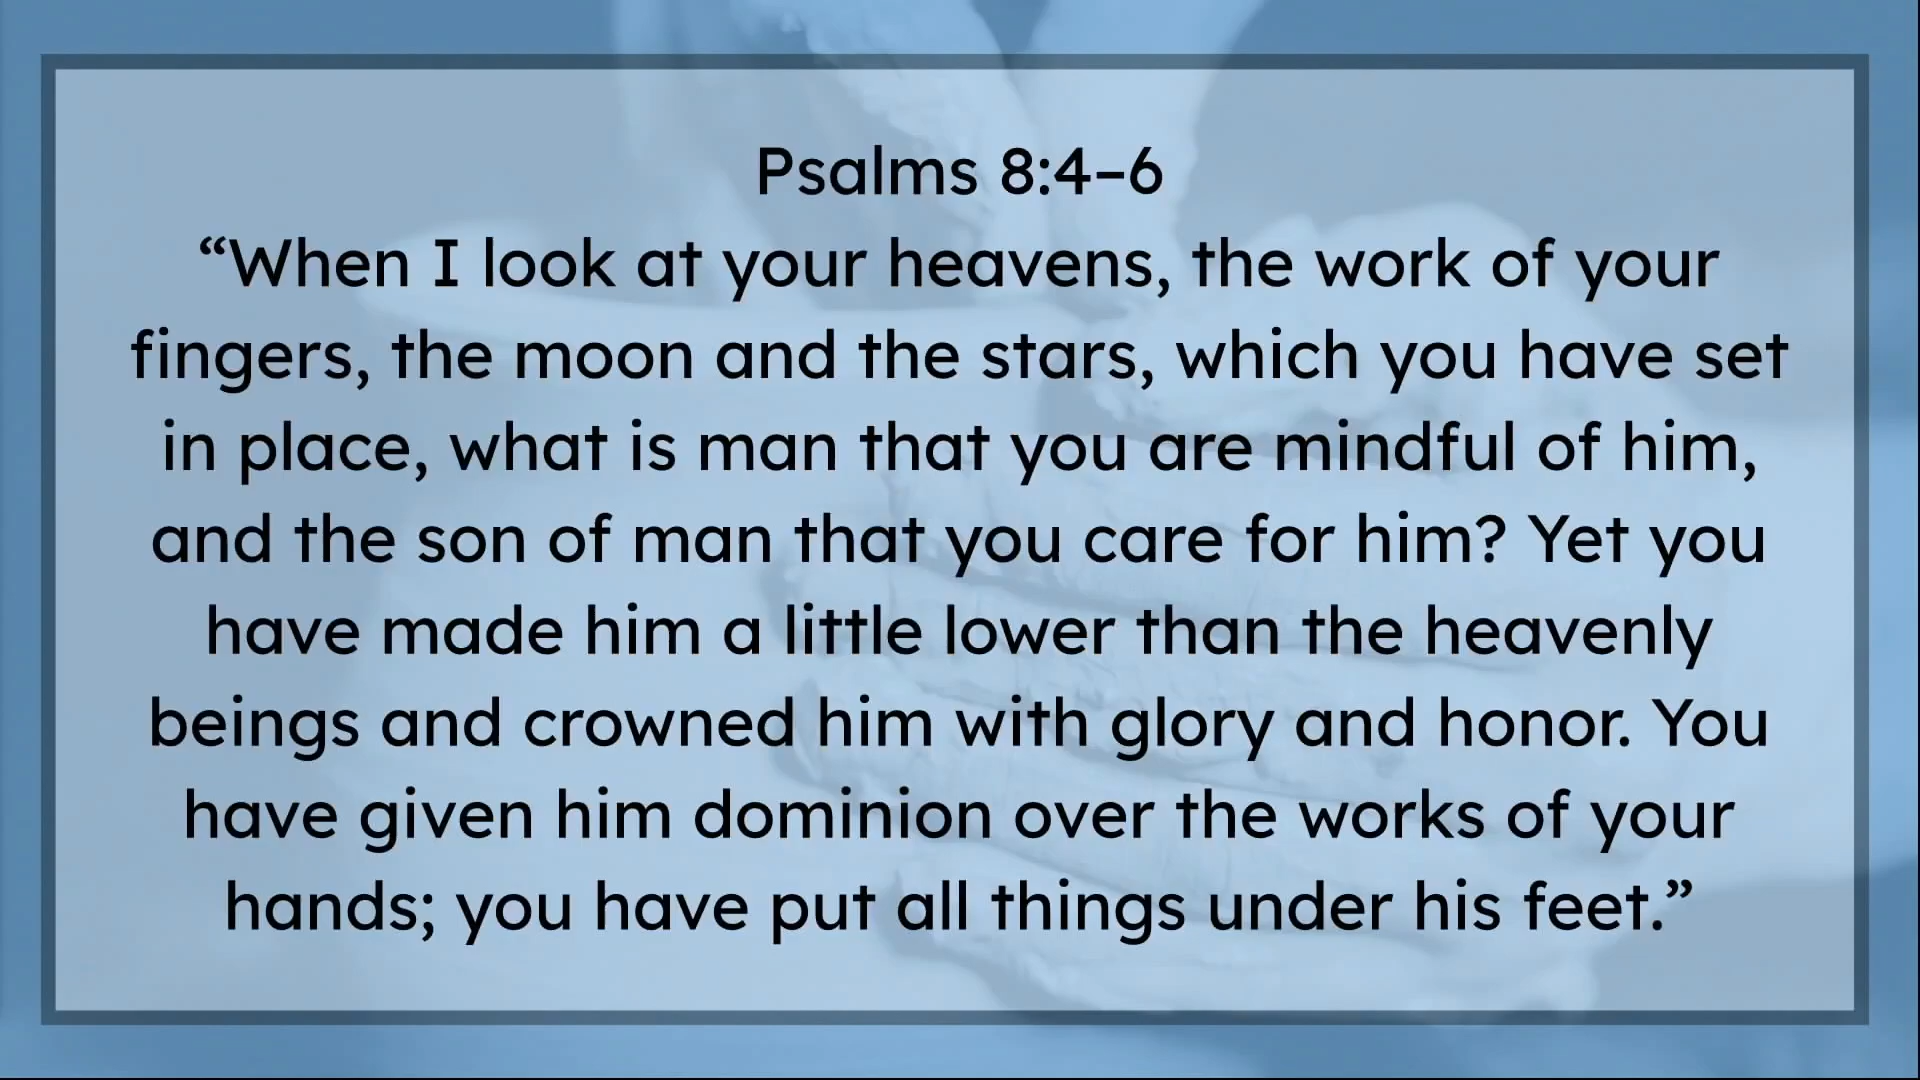 Psalms 8:4–6
“When I look at your heavens, the work of your
fingers, the moon and the stars, which you have set
in place, what is man that you are mindful of him,
and the son of man that you care for him? Yet you
have made him a little lower than the heavenly
beings and crowned him with glory and honor. You
have given him dominion over the works of your
hands; you have put all things under his feet.”